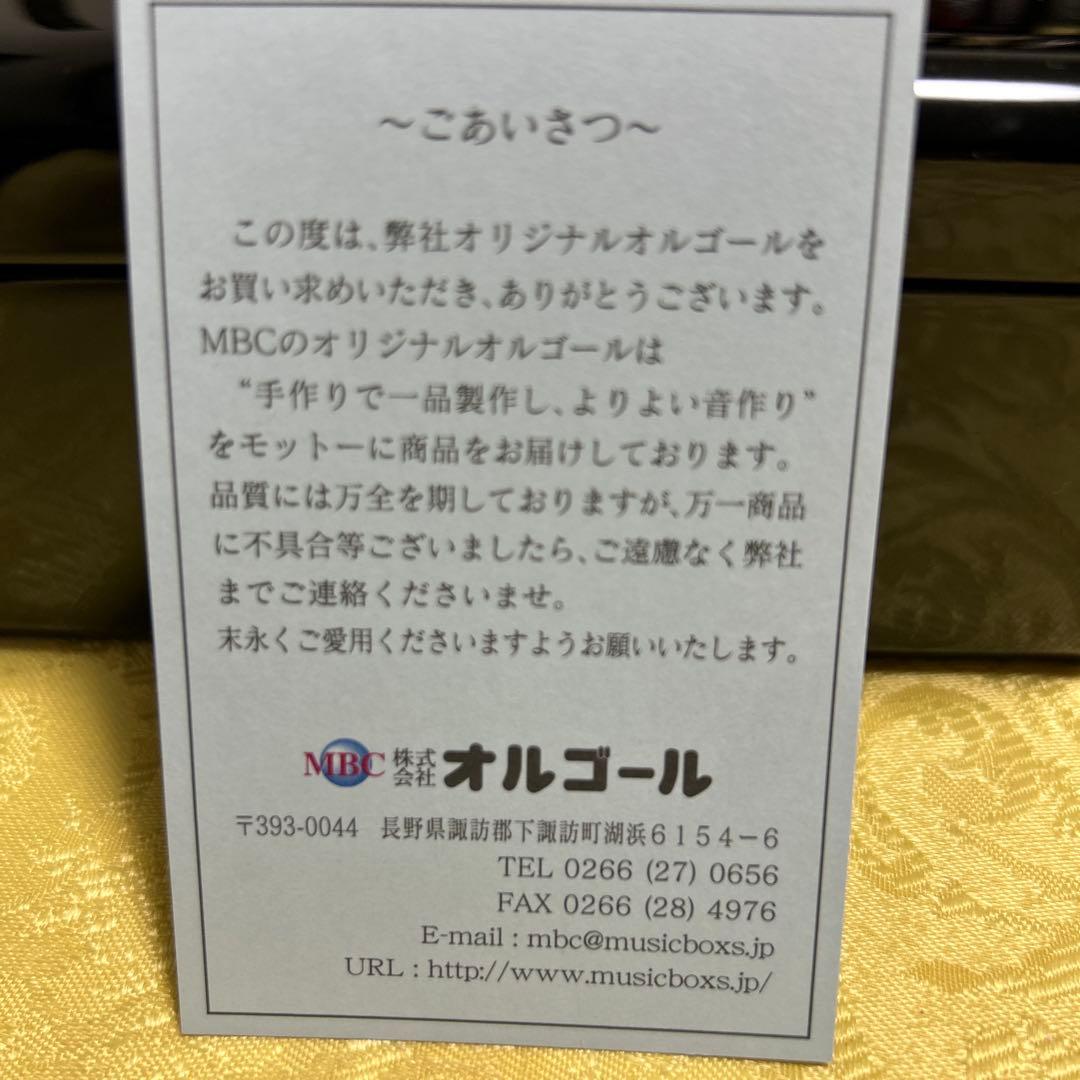 ～ごあいさつ～
この度は、弊社オリジナルオルゴールを
お買い求めいただき、ありがとうございます。
MBCのオリジナルオルゴールは
“手作りで一品製作し、よりよい音作り”
をモットーに商品をお届けしております。
品質には万全を期しておりますが、万一商品
に不具合等ございましたら、ご遠慮なく弊社
までご連絡くださいませ。
末永くご愛用くださいますようお願いいたします。
MBC 株式会社 オルゴール
〒393-0044 長野県諏訪郡下諏訪町湖浜６１５４－６
TEL 0266 (27) 0656
FAX 0266 (28) 4976
E-mail : mbc@musicboxs.jp
URL : http://www.musicboxs.jp/